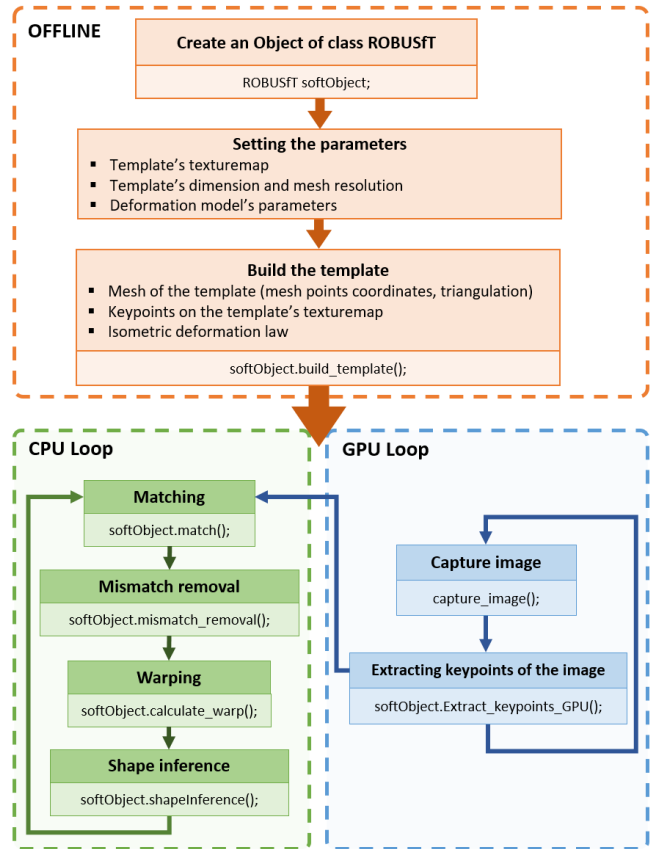 OFFLINE
Create an Object of class ROBUSfT
ROBUSfT softObject;
Setting the parameters
▪ Template's texturemap
▪ Template's dimension and mesh resolution
▪ Deformation model's parameters
Build the template
▪ Mesh of the template (mesh points coordinates, triangulation)
▪ Keypoints on the template's texturemap
▪ Isometric deformation law
softObject.build_template();
CPU Loop
Matching
softObject.match();
Mismatch removal
softObject.mismatch_removal();
Warping
softObject.calculate_warp();
Shape inference
softObject.shapeInference();
GPU Loop
Capture image
capture_image();
Extracting keypoints of the image
softObject.Extract_keypoints_GPU();